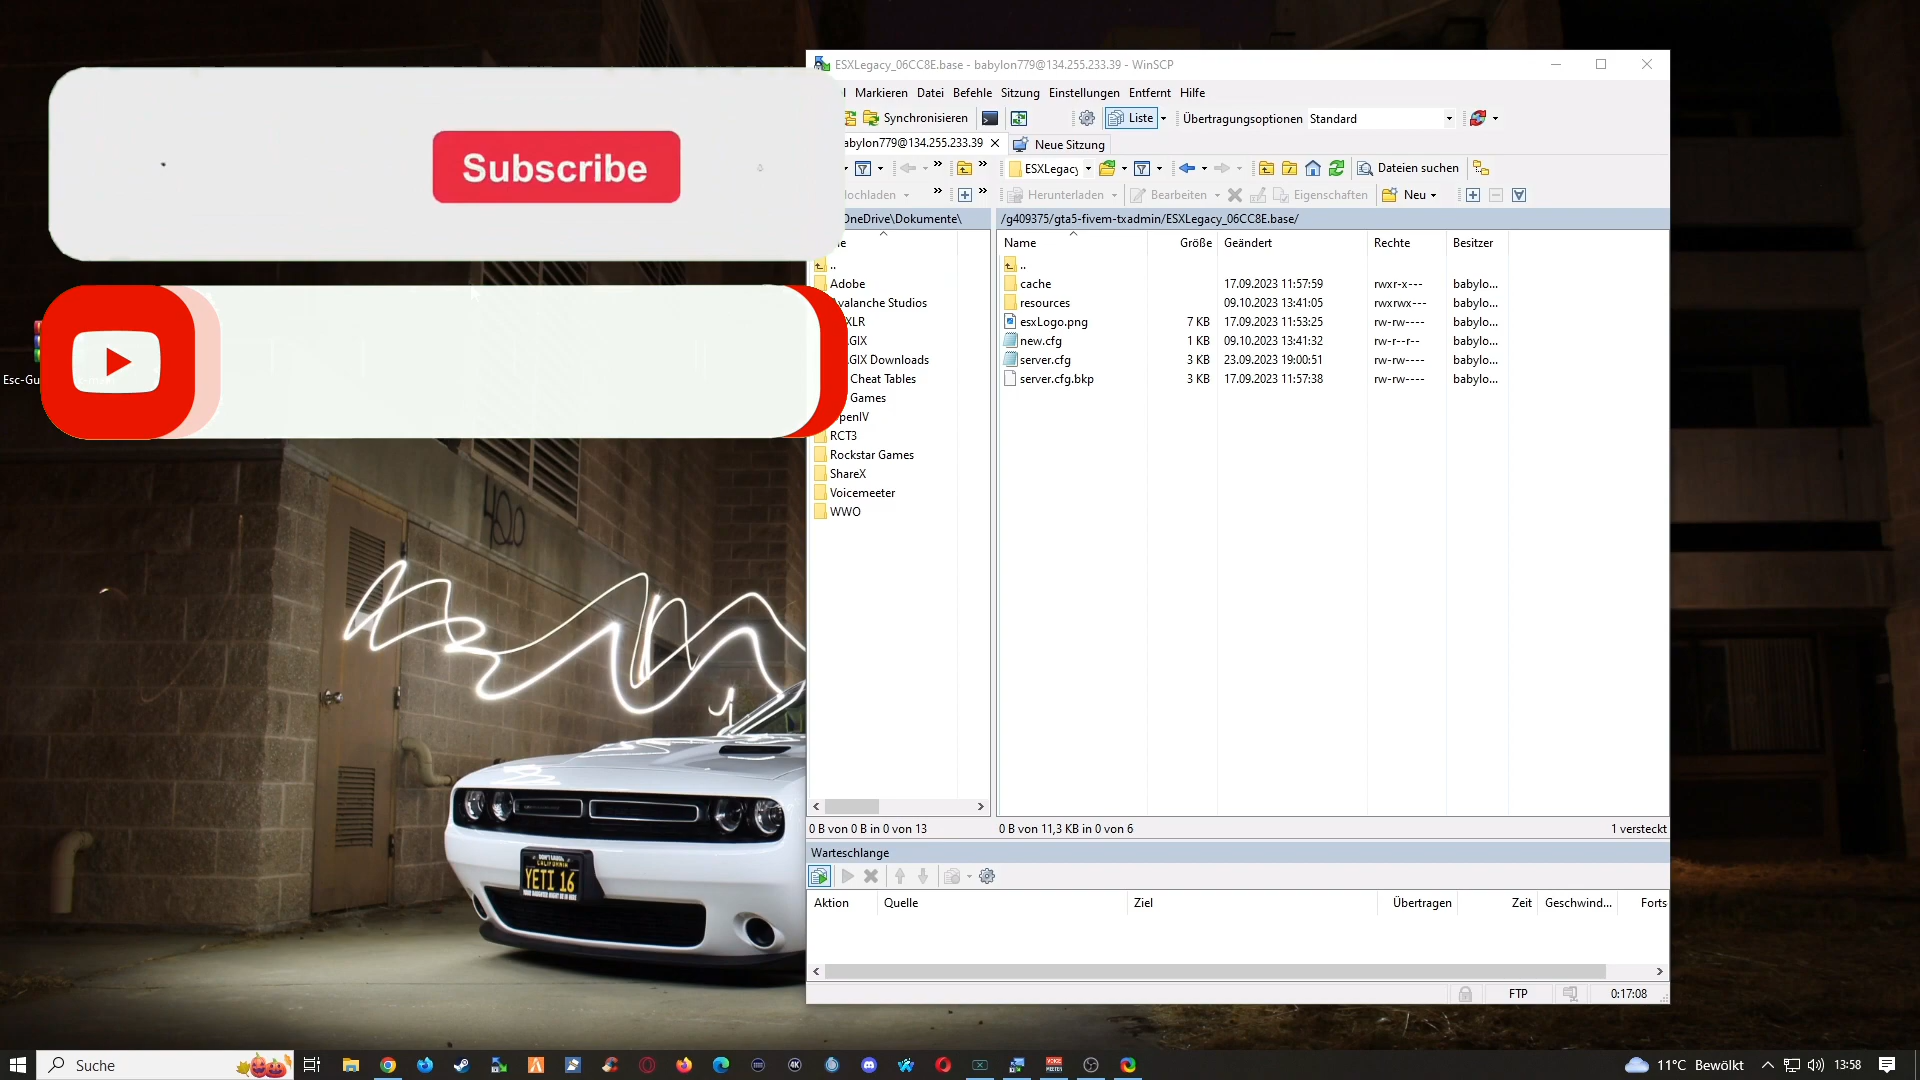 ESXLegacy_06CC8E.base - babylon779@134.255.233.39 - WinSCP
Markieren Datei Befehle Sitzung Einstellungen Entfernt Hilfe
Synchronisieren Liste Übertragungsoptionen Standard
abylon779@134.255.233.39 Neue Sitzung
Subscribe
ESXLegacy Dateien suchen
ochladen Herunterladen Bearbeiten Eigenschaften Neu
OneDrive\Dokumente\ /g409375/gta5-fivem-txadmin/ESXLegacy_06CC8E.base/
Name Größe Geändert Rechte Besitzer
.. ..
Adobe cache 17.09.2023 11:57:59 rwxr-x--- babylo...
Avalanche Studios resources 09.10.2023 13:41:05 rwxrwx--- babylo...
XLR esxLogo.png 7 KB 17.09.2023 11:53:25 rw-rw---- babylo...
GIX new.cfg 1 KB 09.10.2023 13:41:32 rw-r--r-- babylo...
GIX Downloads server.cfg 3 KB 23.09.2023 19:00:51 rw-rw---- babylo...
Cheat Tables server.cfg.bkp 3 KB 17.09.2023 11:57:38 rw-rw---- babylo...
Esc-Gu
Games
penIV
RCT3
Rockstar Games
ShareX
Voicemeeter
WWO
400
CALIFORNIA
YETI 16
0 B von 0 B in 0 von 13 0 B von 11,3 KB in 0 von 6 1 versteckt
Warteschlange
Aktion Quelle Ziel Übertragen Zeit Geschwind... Forts
FTP 0:17:08
Suche 4K 11°C Bewölkt 13:58